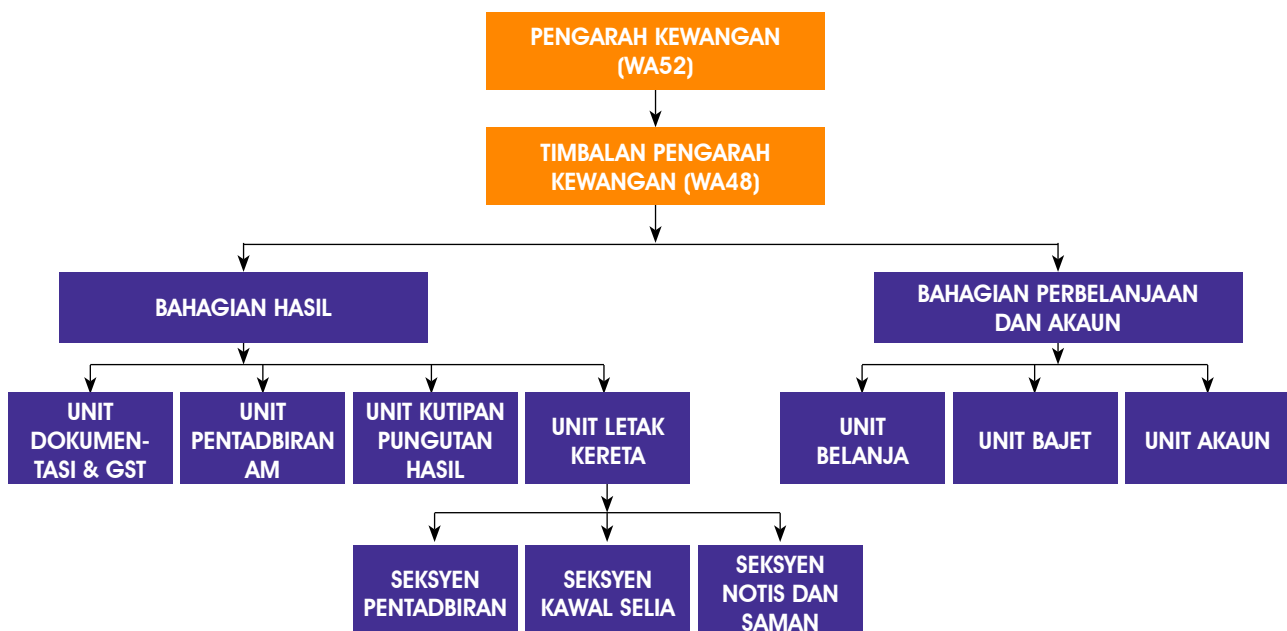 PENGARAH KEWANGAN
(WA52)
TIMBALAN PENGARAH
KEWANGAN (WA48)
BAHAGIAN HASIL
BAHAGIAN PERBELANJAAN
DAN AKAUN
UNIT
DOKUMEN-
TASI & GST
UNIT
PENTADBIRAN
AM
UNIT KUTIPAN
PUNGUTAN
HASIL
UNIT LETAK
KERETA
UNIT
BELANJA
UNIT BAJET
UNIT AKAUN
SEKSYEN
PENTADBIRAN
SEKSYEN
KAWAL SELIA
SEKSYEN
NOTIS DAN
SAMAN